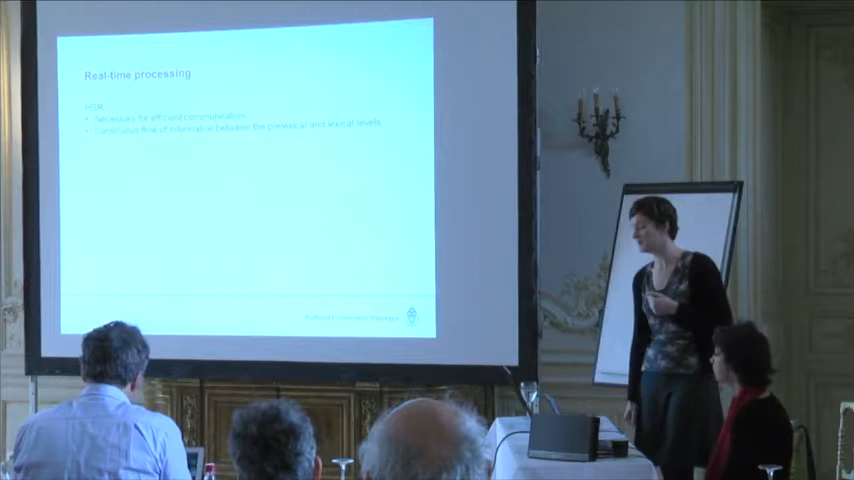 Real-time processing
HSR:
• Necessary for efficient communication
• Continuous flow of information between the prelexical and lexical levels